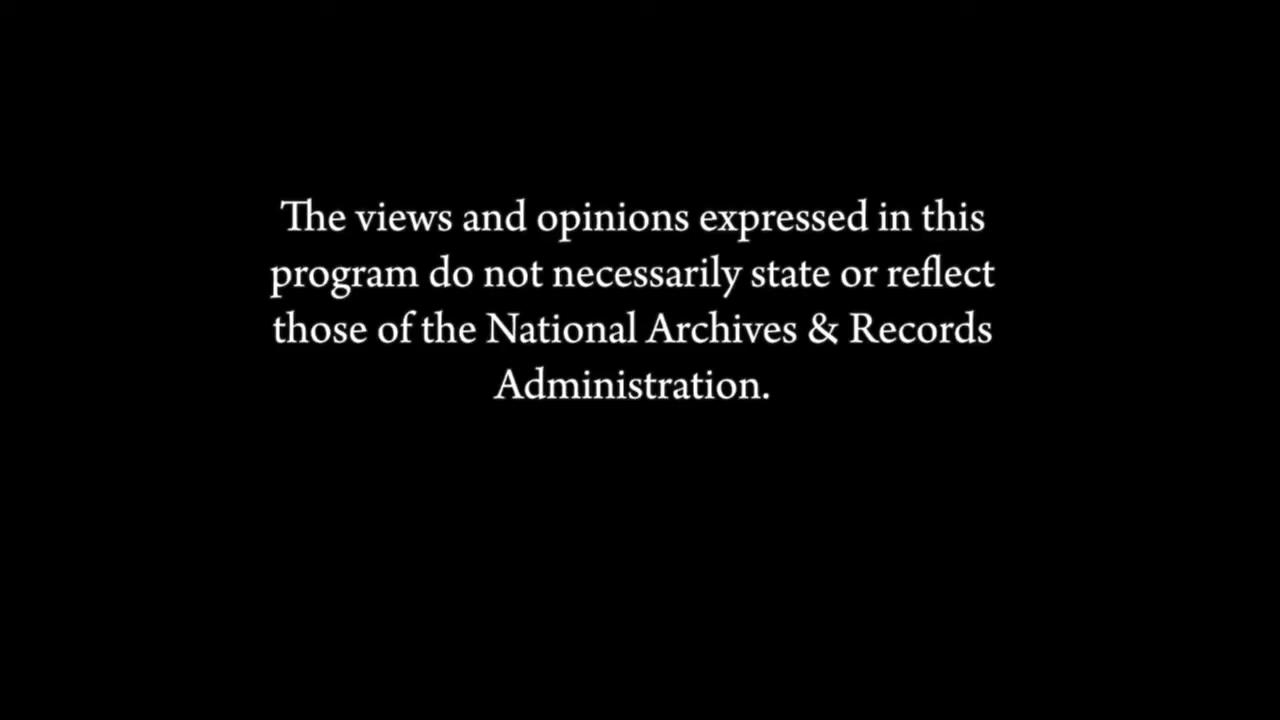 The views and opinions expressed in this
program do not necessarily state or reflect
those of the National Archives & Records
Administration.